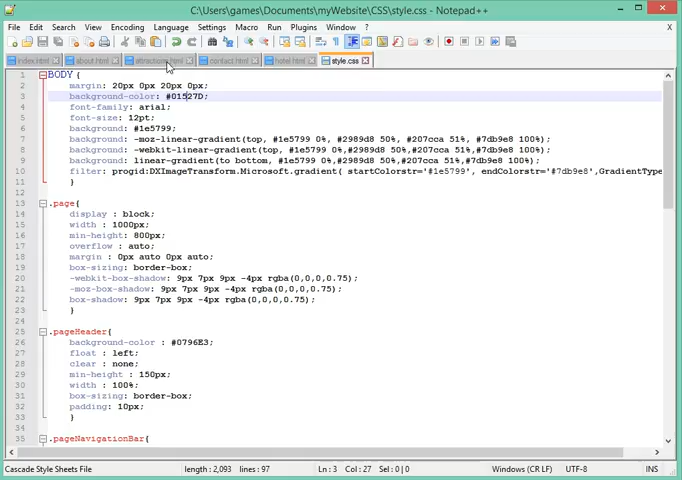 C:\Users\games\Documents\myWebsite\CSS\style.css - Notepad++
File Search View Encoding Language Settings Macro Run Plugins Window ? X
index.html about.html attractions.html contact.html hotel.html style.css
1 BODY {
2 margin: 20px 0px 20px 0px;
3 background-color: #01527D;
4 font-family: arial;
5 font-size: 12pt;
6 background: #1e5799;
7 background: -moz-linear-gradient(top, #1e5799 0%, #2989d8 50%, #207cca 51%, #7db9e8 100%);
8 background: -webkit-linear-gradient(top, #1e5799 0%,#2989d8 50%,#207cca 51%,#7db9e8 100%);
9 background: linear-gradient(to bottom, #1e5799 0%,#2989d8 50%,#207cca 51%,#7db9e8 100%);
10 filter: progid:DXImageTransform.Microsoft.gradient( startColorstr='#1e5799', endColorstr='#7db9e8',GradientType
11 }
12
13 .page{
14 display : block;
15 width : 1000px;
16 min-height: 800px;
17 overflow : auto;
18 margin : 0px auto 0px auto;
19 box-sizing: border-box;
20 -webkit-box-shadow: 9px 7px 9px -4px rgba(0,0,0,0.75);
21 -moz-box-shadow: 9px 7px 9px -4px rgba(0,0,0,0.75);
22 box-shadow: 9px 7px 9px -4px rgba(0,0,0,0.75);
23 }
24
25 .pageHeader{
26 background-color : #0796E3;
27 float : left;
28 clear : none;
29 min-height : 150px;
30 width : 100%;
31 box-sizing: border-box;
32 padding: 10px;
33 }
34
35 .pageNavigationBar{
Cascade Style Sheets File length : 2,093 lines : 97 Ln : 3 Col : 27 Sel : 0 | 0 Windows (CR LF) UTF-8 INS